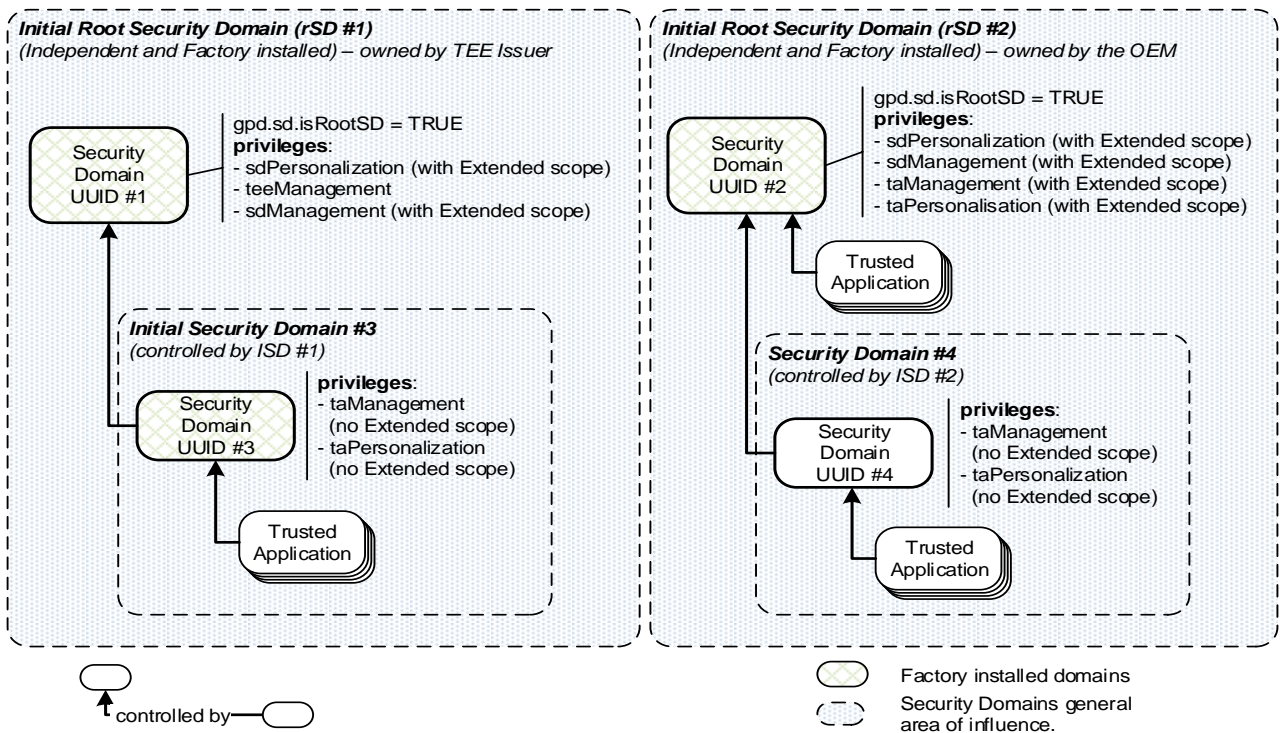 Initial Root Security Domain (rSD #1)
(Independent and Factory installed) – owned by TEE Issuer
Security
Domain
UUID #1
gpd.sd.isRootSD = TRUE
privileges:
- sdPersonalization (with Extended scope)
- teeManagement
- sdManagement (with Extended scope)
Initial Security Domain #3
(controlled by ISD #1)
Security
Domain
UUID #3
privileges:
- taManagement
(no Extended scope)
- taPersonalization
(no Extended scope)
Trusted
Application
Initial Root Security Domain (rSD #2)
(Independent and Factory installed) – owned by the OEM
Security
Domain
UUID #2
gpd.sd.isRootSD = TRUE
privileges:
- sdPersonalization (with Extended scope)
- sdManagement (with Extended scope)
- taManagement (with Extended scope)
- taPersonalisation (with Extended scope)
Trusted
Application
Security Domain #4
(controlled by ISD #2)
Security
Domain
UUID #4
privileges:
- taManagement
(no Extended scope)
- taPersonalization
(no Extended scope)
Trusted
Application
controlled by
Factory installed domains
Security Domains general
area of influence.